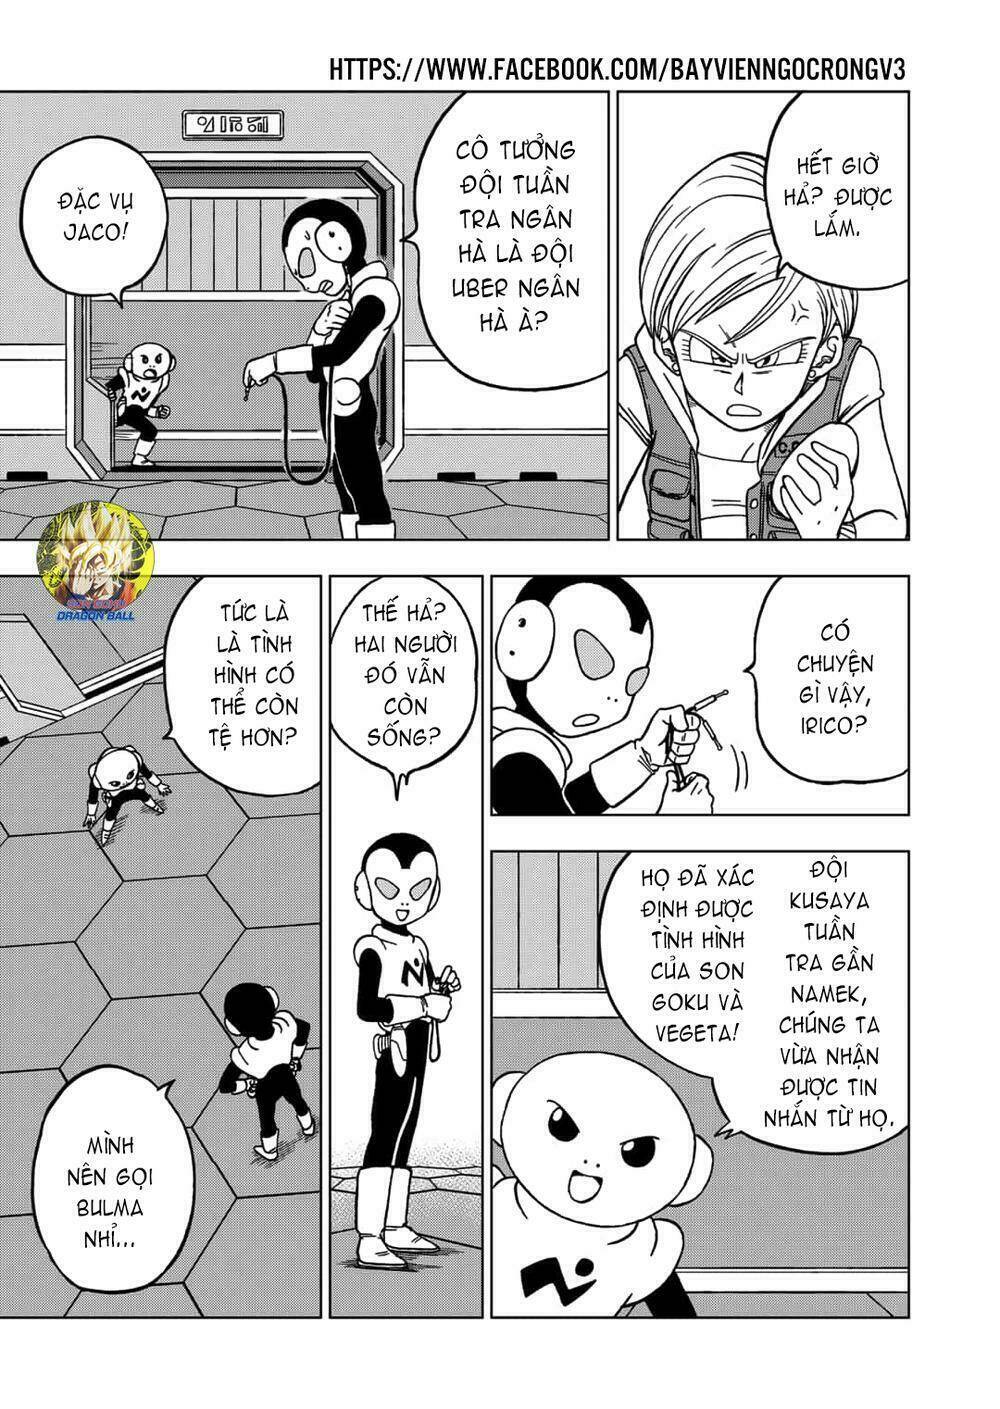 HTTPS://WWW.FACEBOOK.COM/BAYVIENNGOCRONGV3
HẾT GIỜ
HẢ? ĐƯỢC
LẮM.
C.C
CÔ TƯỞNG
ĐỘI TUẦN
TRA NGÂN
HÀ LÀ ĐỘI
UBER NGÂN
HÀ À?
ĐẶC VỤ
JACO!
CÓ
CHUYỆN
GÌ VẬY,
IRICO?
ĐỘI
KUSAYA
TUẦN
TRA GẦN
NAMEK,
CHÚNG TA
VỪA NHẬN
ĐƯỢC TIN
NHẮN TỪ HỌ.
HỌ ĐÃ XÁC
ĐỊNH ĐƯỢC
TÌNH HÌNH
CỦA SON
GOKU VÀ
VEGETA!
THẾ HẢ?
HAI NGƯỜI
ĐÓ VẪN
CÒN
SỐNG?
TỨC LÀ
LÀ TÌNH
HÌNH CÓ
THỂ CÒN
TỆ HƠN?
MÌNH
NÊN GỌI
BULMA
NHỈ...
SON GOKU
DRAGON BALL